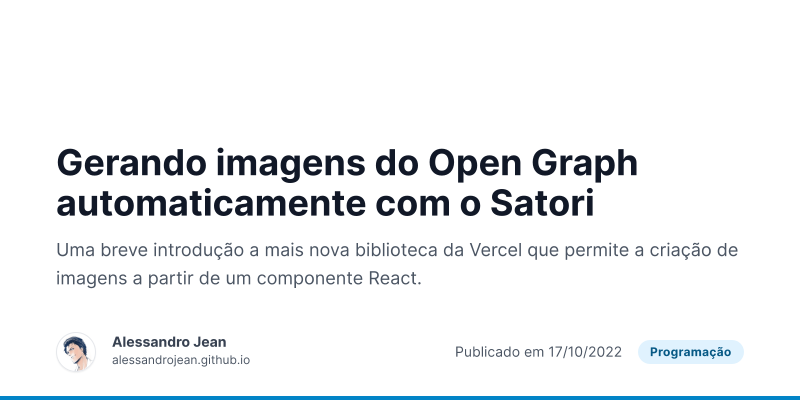 Gerando imagens do Open Graph
automaticamente com o Satori
Uma breve introdução a mais nova biblioteca da Vercel que permite a criação de
imagens a partir de um componente React.
Alessandro Jean
alessandrojean.github.io
Publicado em 17/10/2022
Programação